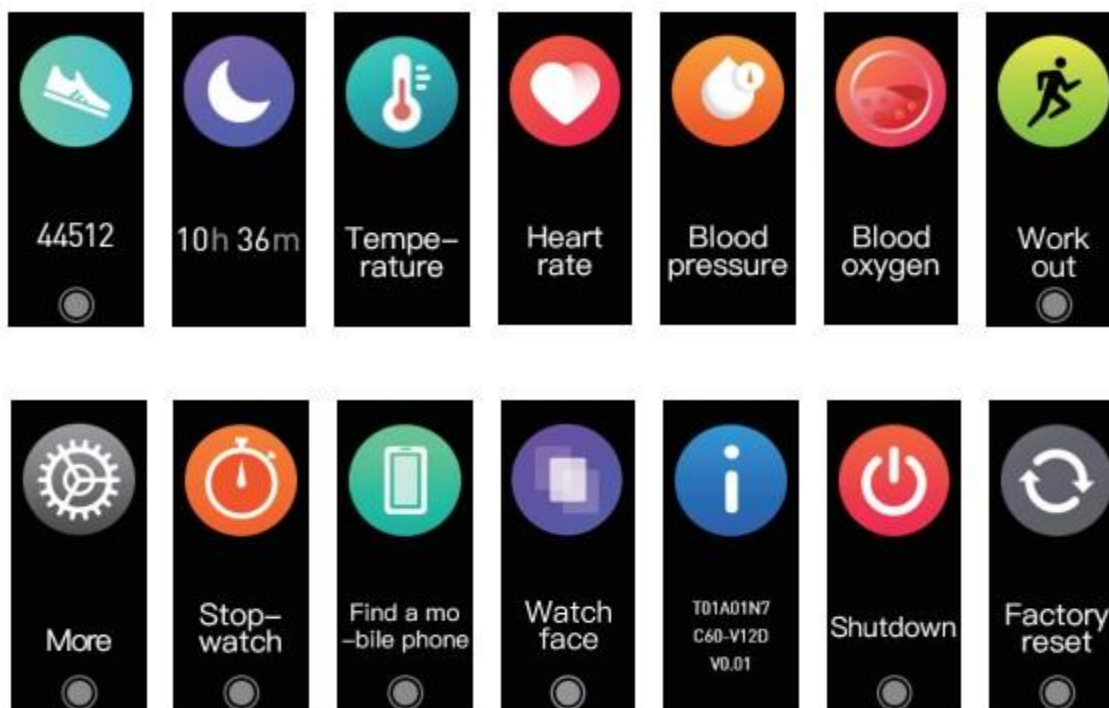 44512
10h 36m
Tempe-
rature
Heart
rate
Blood
pressure
Blood
oxygen
Work
out
More
Stop-
watch
Find a mo
-bile phone
Watch
face
T01A01N7
C60-V12D
V0.01
Shutdown
Factory
reset